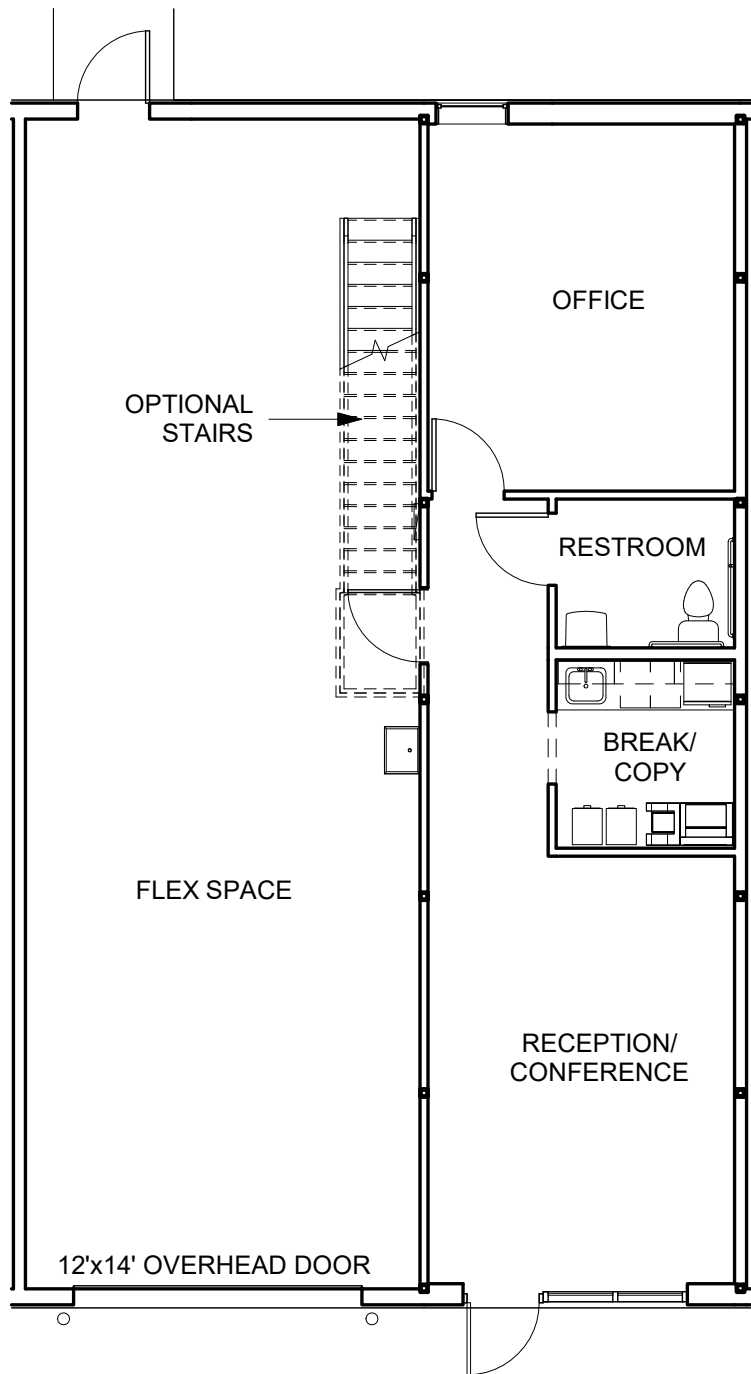 OFFICE
OPTIONAL
STAIRS
RESTROOM
BREAK/
COPY
FLEX SPACE
RECEPTION/
CONFERENCE
12'x14' OVERHEAD DOOR